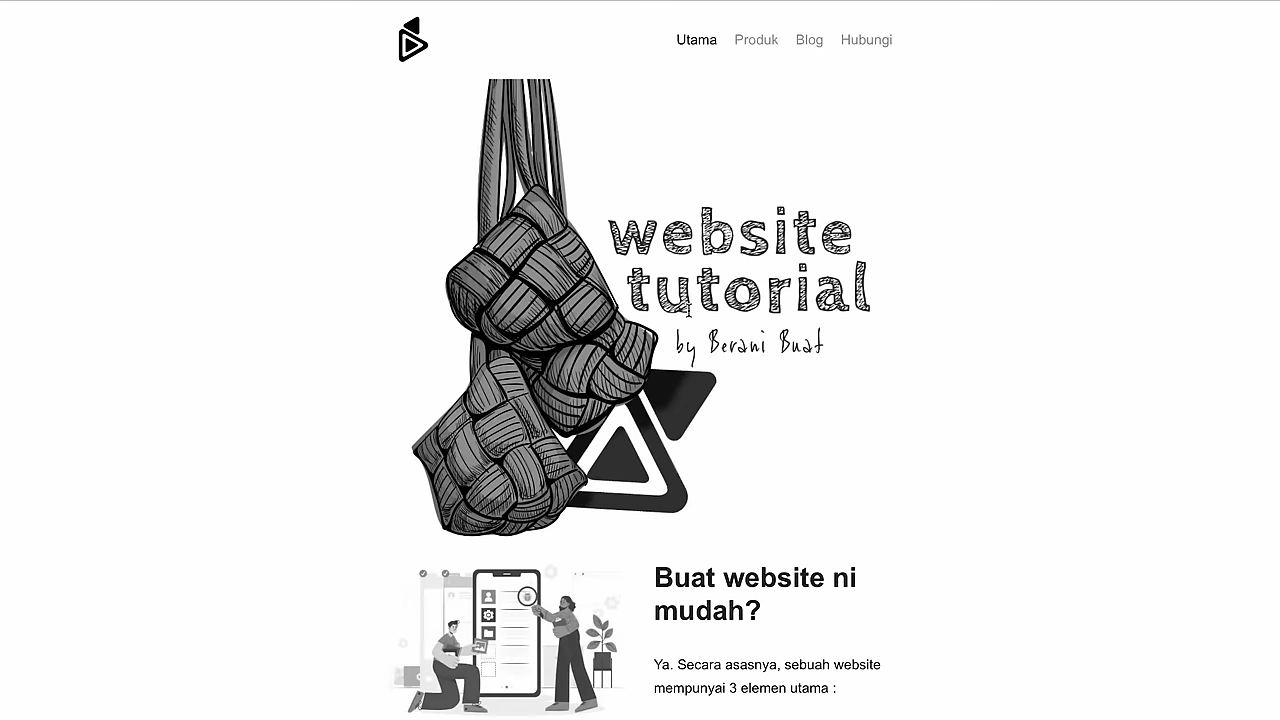 Utama Produk Blog Hubungi
website
tutorial
by Berani Buat
Buat website ni
mudah?
Ya. Secara asasnya, sebuah website
mempunyai 3 elemen utama :